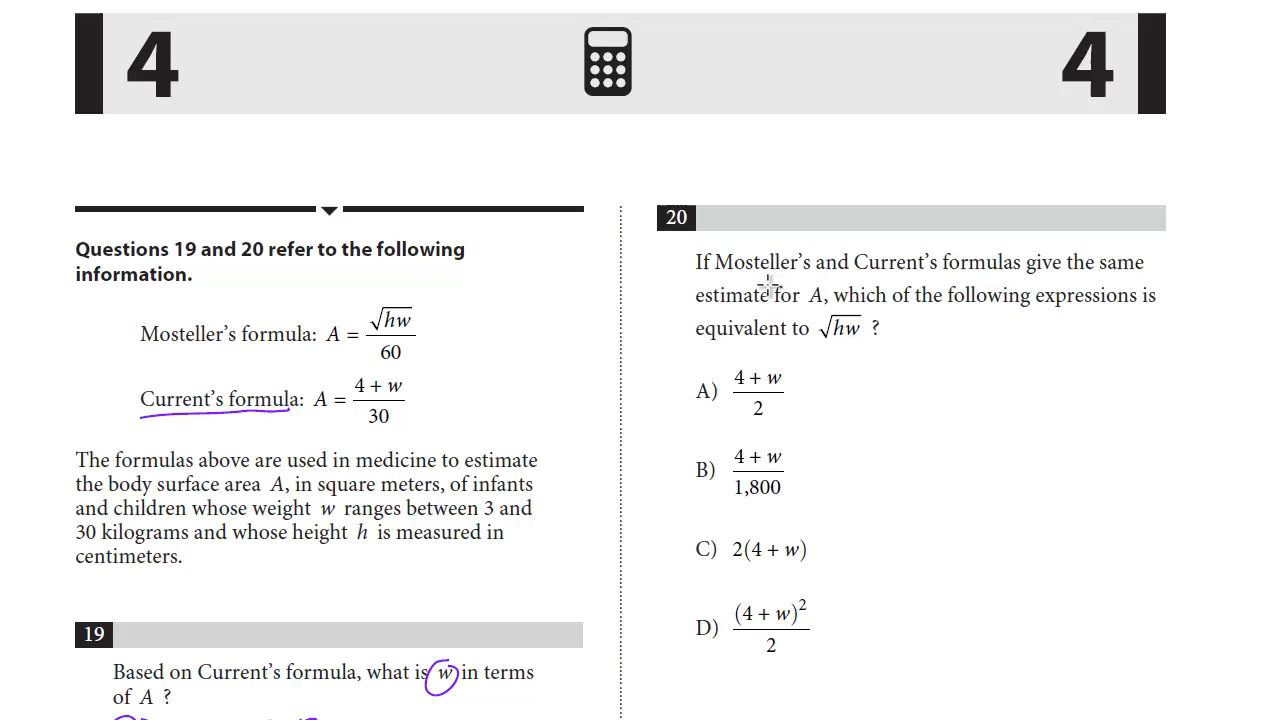 4 4
Questions 19 and 20 refer to the following
information.
Mosteller's formula: A = √hw / 60
Current's formula: A = 4 + w / 30
The formulas above are used in medicine to estimate
the body surface area A, in square meters, of infants
and children whose weight w ranges between 3 and
30 kilograms and whose height h is measured in
centimeters.
19
Based on Current's formula, what is w in terms
of A ?
20
If Mosteller's and Current's formulas give the same
estimate for A, which of the following expressions is
equivalent to √hw ?
A) 4 + w / 2
B) 4 + w / 1,800
C) 2(4 + w)
D) (4 + w)² / 2